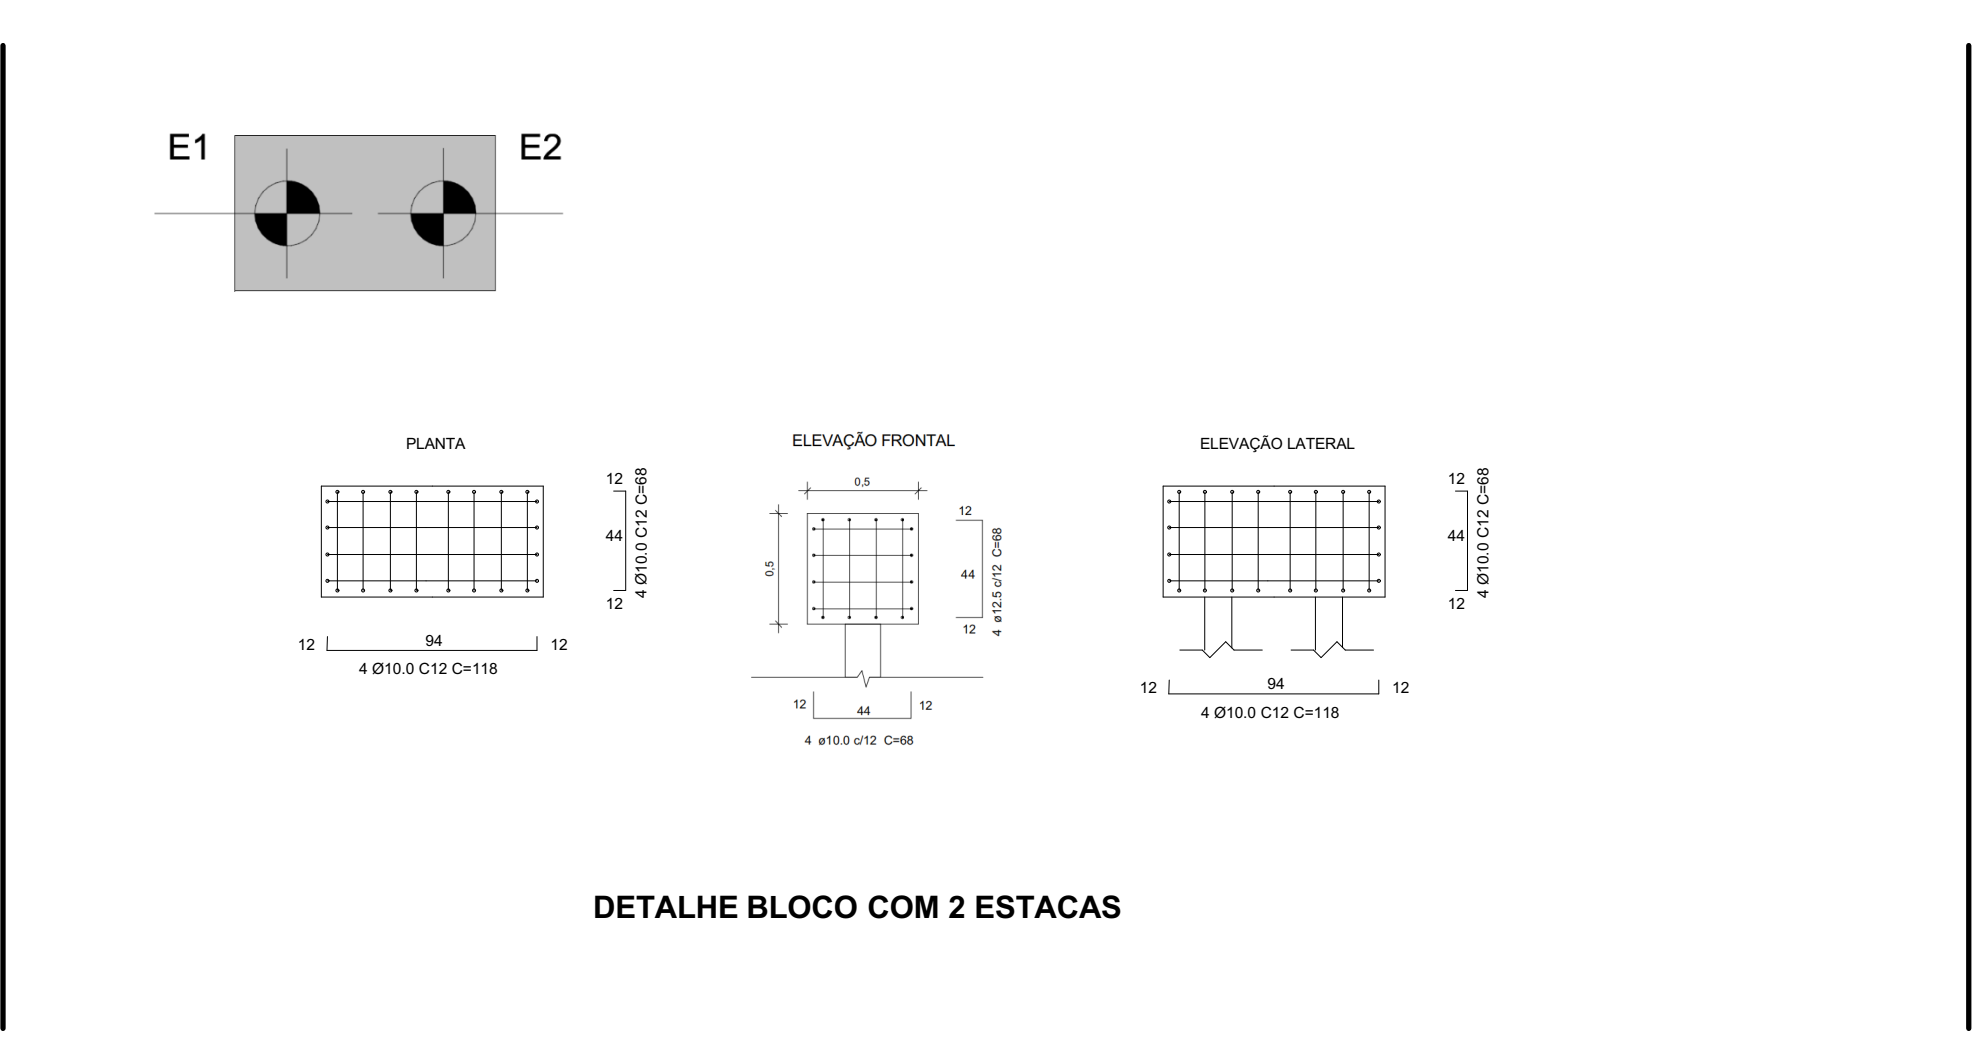 E1
E2
PLANTA
12
44
12
4 Ø10.0 C12 C=68
12
94
12
4 Ø10.0 C12 C=118
ELEVAÇÃO FRONTAL
0,5
0,5
12
44
12
4 ø12.5 c/12 C=68
12
44
12
4 ø10.0 c/12 C=68
ELEVAÇÃO LATERAL
12
44
12
4 Ø10.0 C12 C=68
12
94
12
4 Ø10.0 C12 C=118
DETALHE BLOCO COM 2 ESTACAS